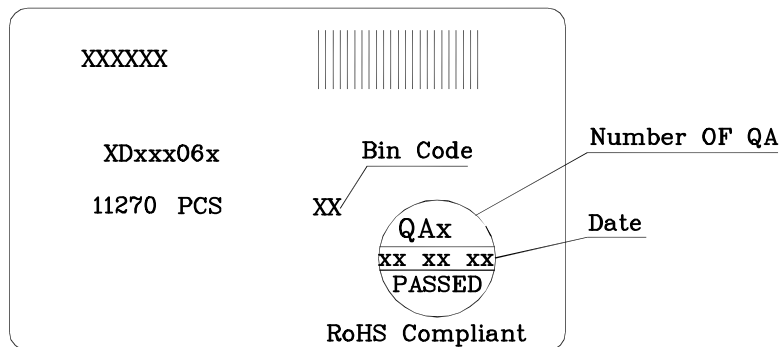 XXXXXX
Number OF QA
XDxxx06x
Bin Code
11270 PCS
XX
QAx
Date
xx xx xx
PASSED
RoHS Compliant